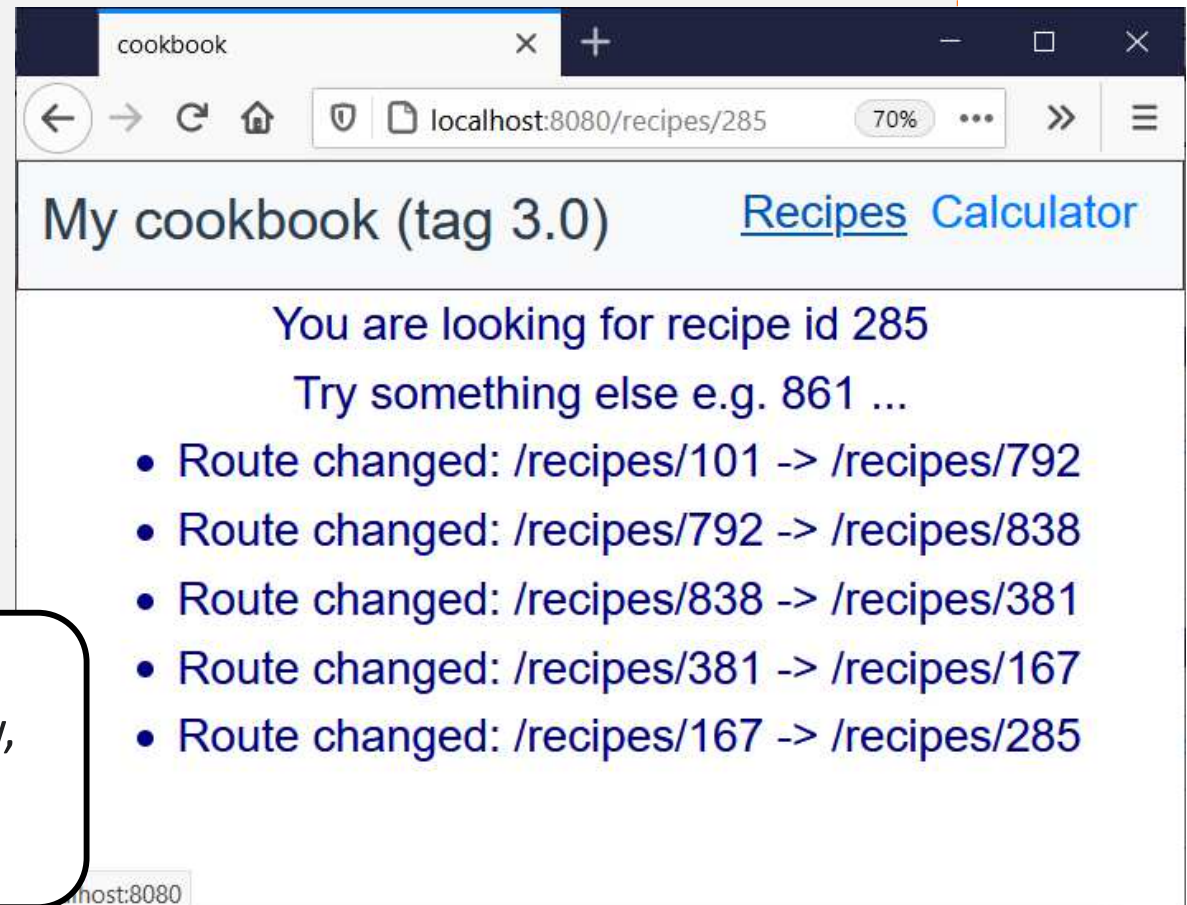 cookbook
localhost:8080/recipes/285 70%
My cookbook (tag 3.0) Recipes Calculator
You are looking for recipe id 285
Try something else e.g. 861 ...
• Route changed: /recipes/101 -> /recipes/792
• Route changed: /recipes/792 -> /recipes/838
• Route changed: /recipes/838 -> /recipes/381
• Route changed: /recipes/381 -> /recipes/167
• Route changed: /recipes/167 -> /recipes/285
host:8080